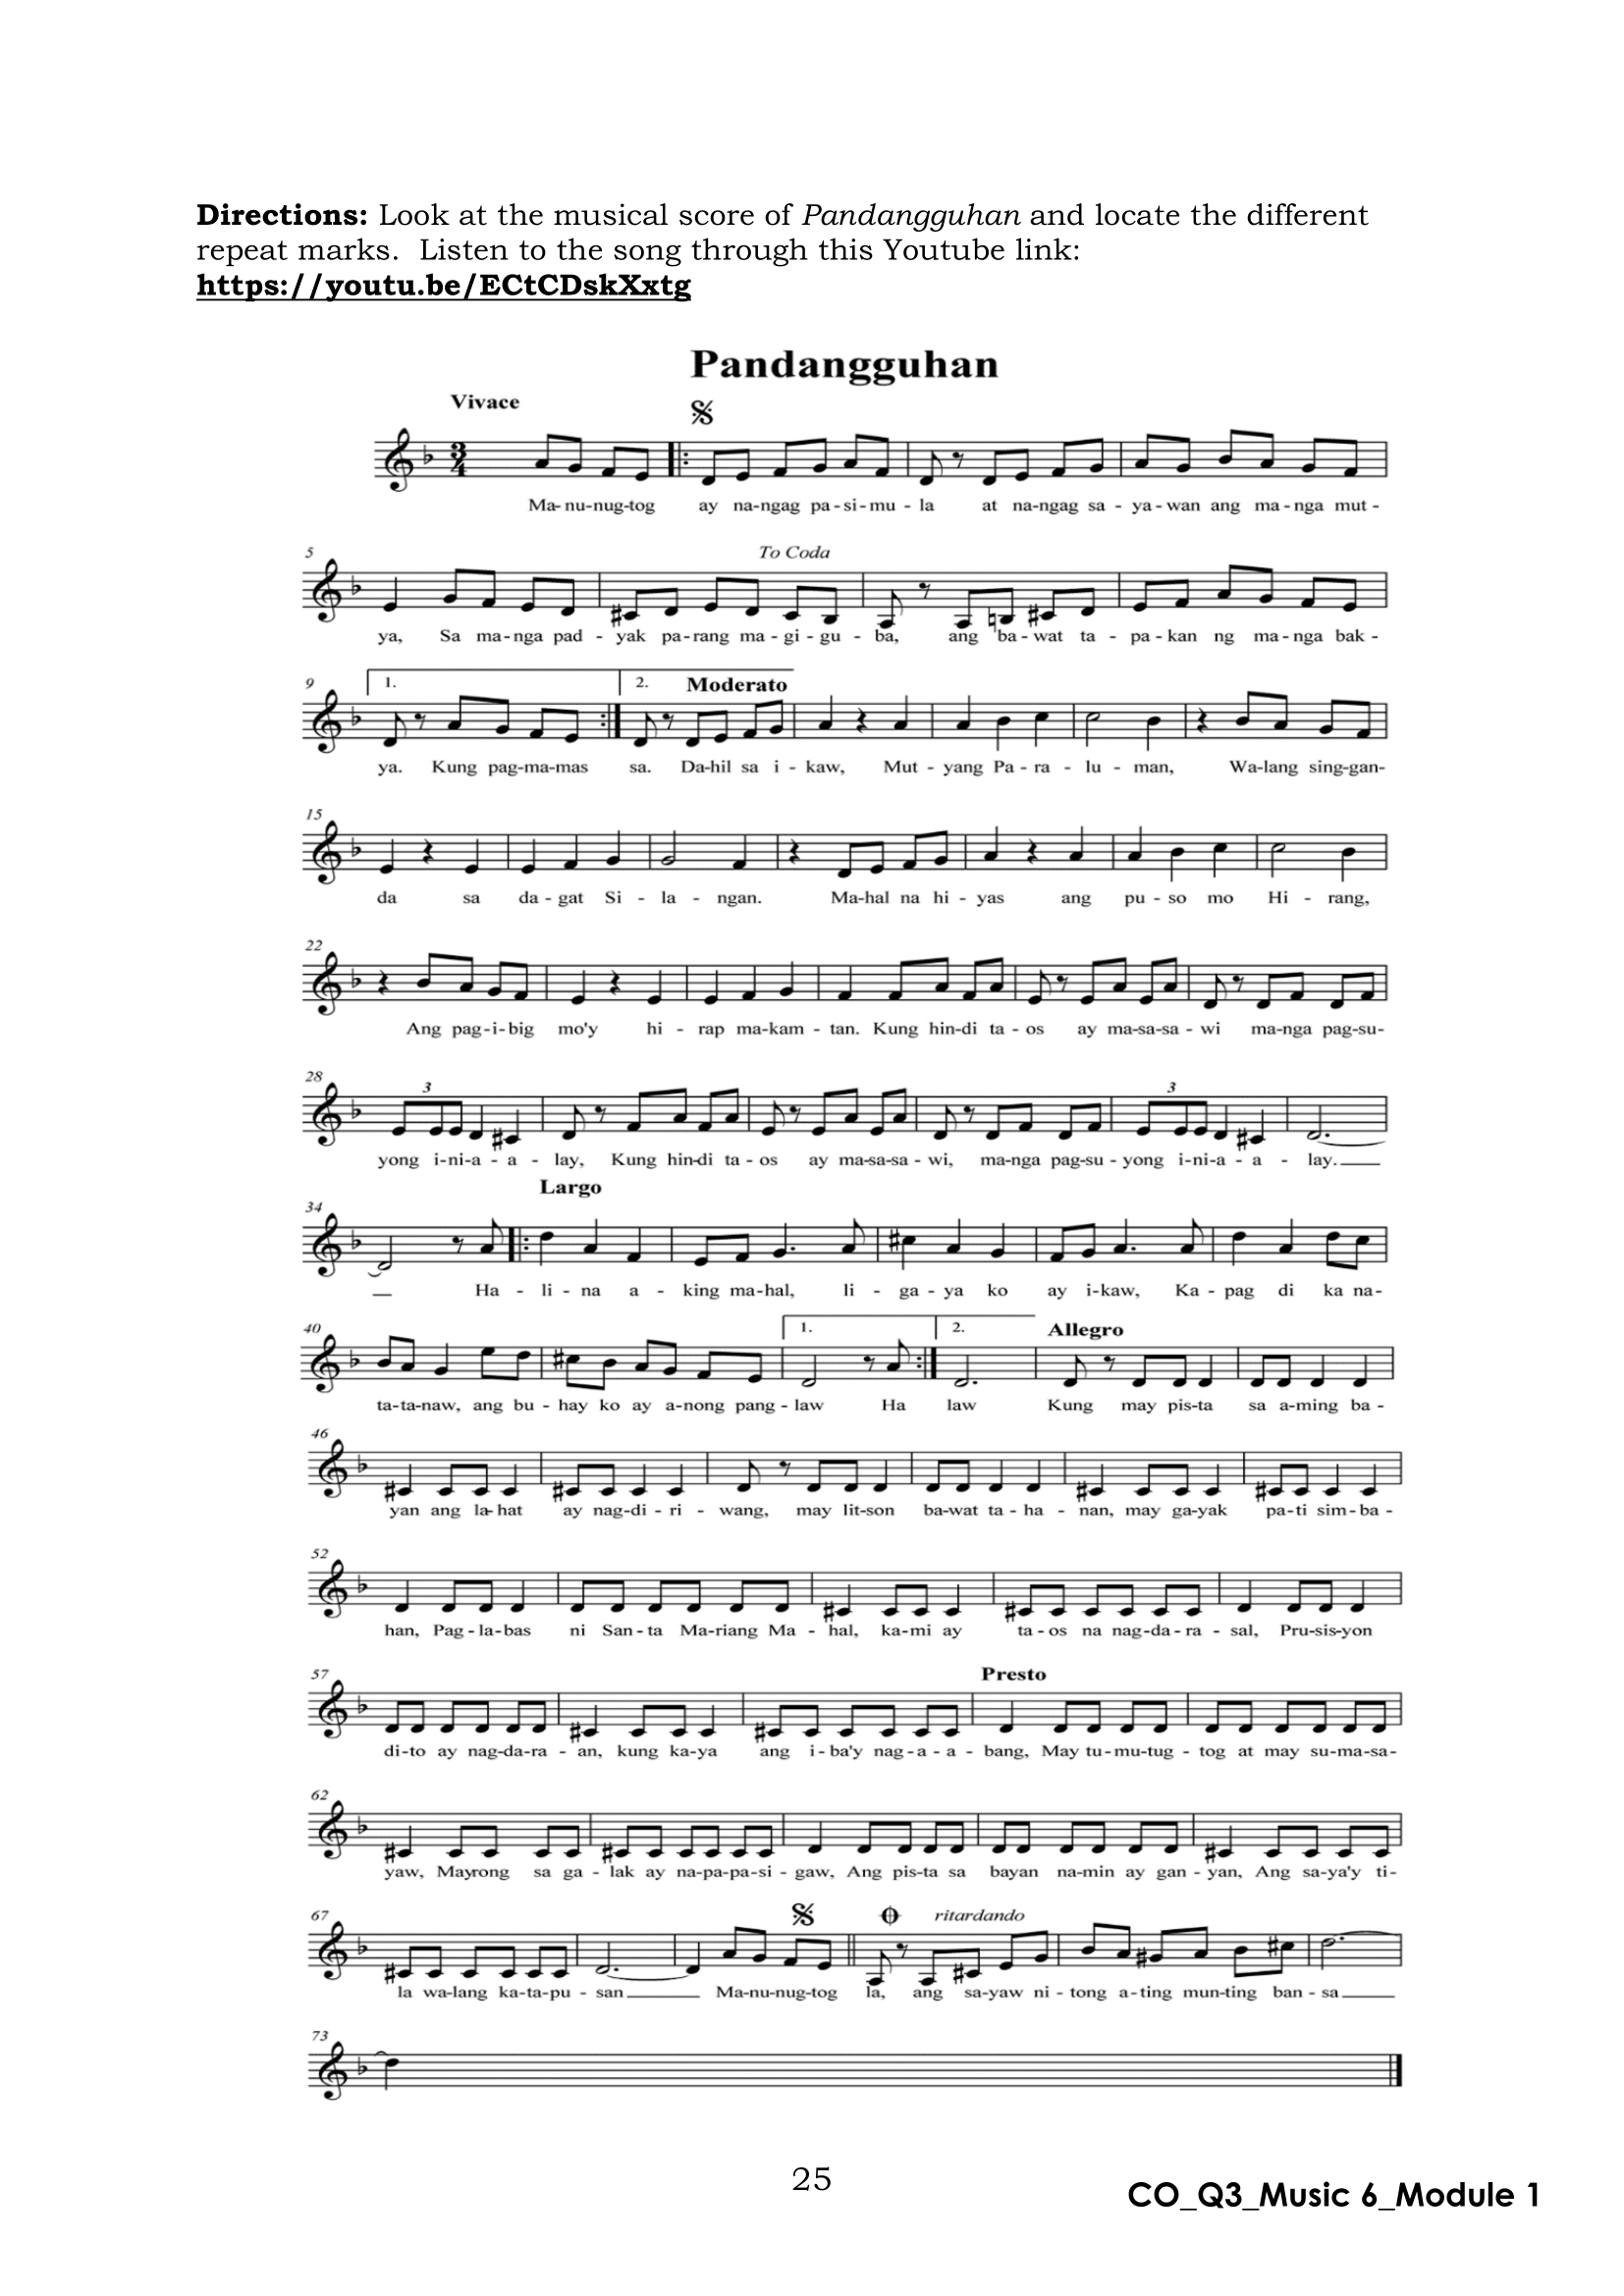 Directions: Look at the musical score of Pandangguhan and locate the different
repeat marks. Listen to the song through this Youtube link:
https://youtu.be/ECtCDskXxtg
Pandangguhan
Vivace
3
4
Ma- nu-nug-tog ay na-ngag pa-si-mu - la at na-ngag sa - ya-wan ang ma-nga mut -
5
To Coda
ya, Sa ma-nga pad - yak pa-rang ma-gi-gu - ba, ang ba-wat ta - pa-kan ng ma-nga bak -
9
1.
2.
Moderato
ya. Kung pag-ma-mas sa. Da-hil sa i - kaw, Mut - yang Pa - ra - lu - man, Wa-lang sing-gan-
15
da sa da - gat Si - la - ngan. Ma-hal na hi - yas ang pu - so mo Hi - rang,
22
Ang pag-i-big mo'y hi - rap ma-kam - tan. Kung hin-di ta - os ay ma-sa-sa - wi ma-nga pag-su-
28
3
3
yong i-ni-a - a - lay, Kung hin-di ta - os ay ma-sa-sa - wi, ma-nga pag-su - yong i-ni-a - a - lay.
Largo
34
Ha - li - na a - king ma-hal, li - ga - ya ko ay i-kaw, Ka - pag di ka na-
40
1.
2.
Allegro
ta-ta-naw, ang bu - hay ko ay a-nong pang - law Ha law Kung may pis-ta sa a-ming ba -
46
yan ang la- hat ay nag-di - ri - wang, may lit-son ba-wat ta - ha - nan, may ga-yak pa-ti sim-ba -
52
han, Pag - la-bas ni San - ta Ma-riang Ma - hal, ka-mi ay ta - os na nag-da - ra - sal, Pru-sis-yon
57
Presto
di-to ay nag-da-ra - an, kung ka-ya ang i-ba'y nag-a - a - bang, May tu-mu-tug - tog at may su-ma-sa-
62
yaw, Mayrong sa ga - lak ay na-pa-pa-si - gaw, Ang pis-ta sa bayan na-min ay gan - yan, Ang sa-ya'y ti -
67
ritardando
la wa-lang ka-ta-pu - san Ma-nu-nug-tog la, ang sa-yaw ni - tong a-ting mun-ting ban - sa
73
25
CO_Q3_Music 6_Module 1